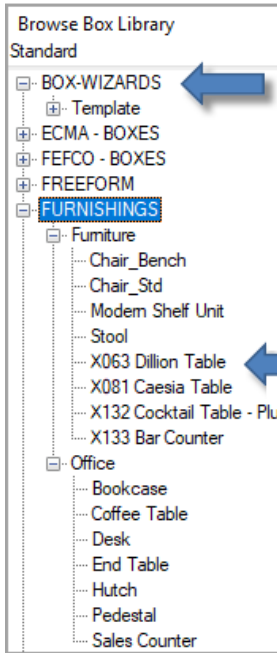 Browse Box Library
Standard
BOX-WIZARDS
Template
ECMA - BOXES
FEFCO - BOXES
FREEFORM
FURNISHINGS
Furniture
Chair_Bench
Chair_Std
Modern Shelf Unit
Stool
X063 Dillion Table
X081 Caesia Table
X132 Cocktail Table - Plu
X133 Bar Counter
Office
Bookcase
Coffee Table
Desk
End Table
Hutch
Pedestal
Sales Counter